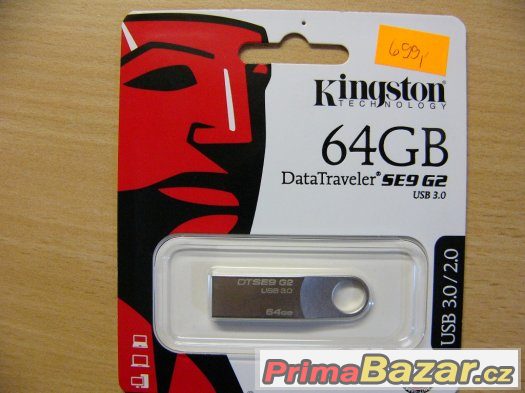 699,-
Kingston
TECHNOLOGY
64GB
DataTraveler® SE9 G2
USB 3.0
DTSE9 G2
USB 3.0
64GB
USB 3.0/2.0
PrimaBazar.cz